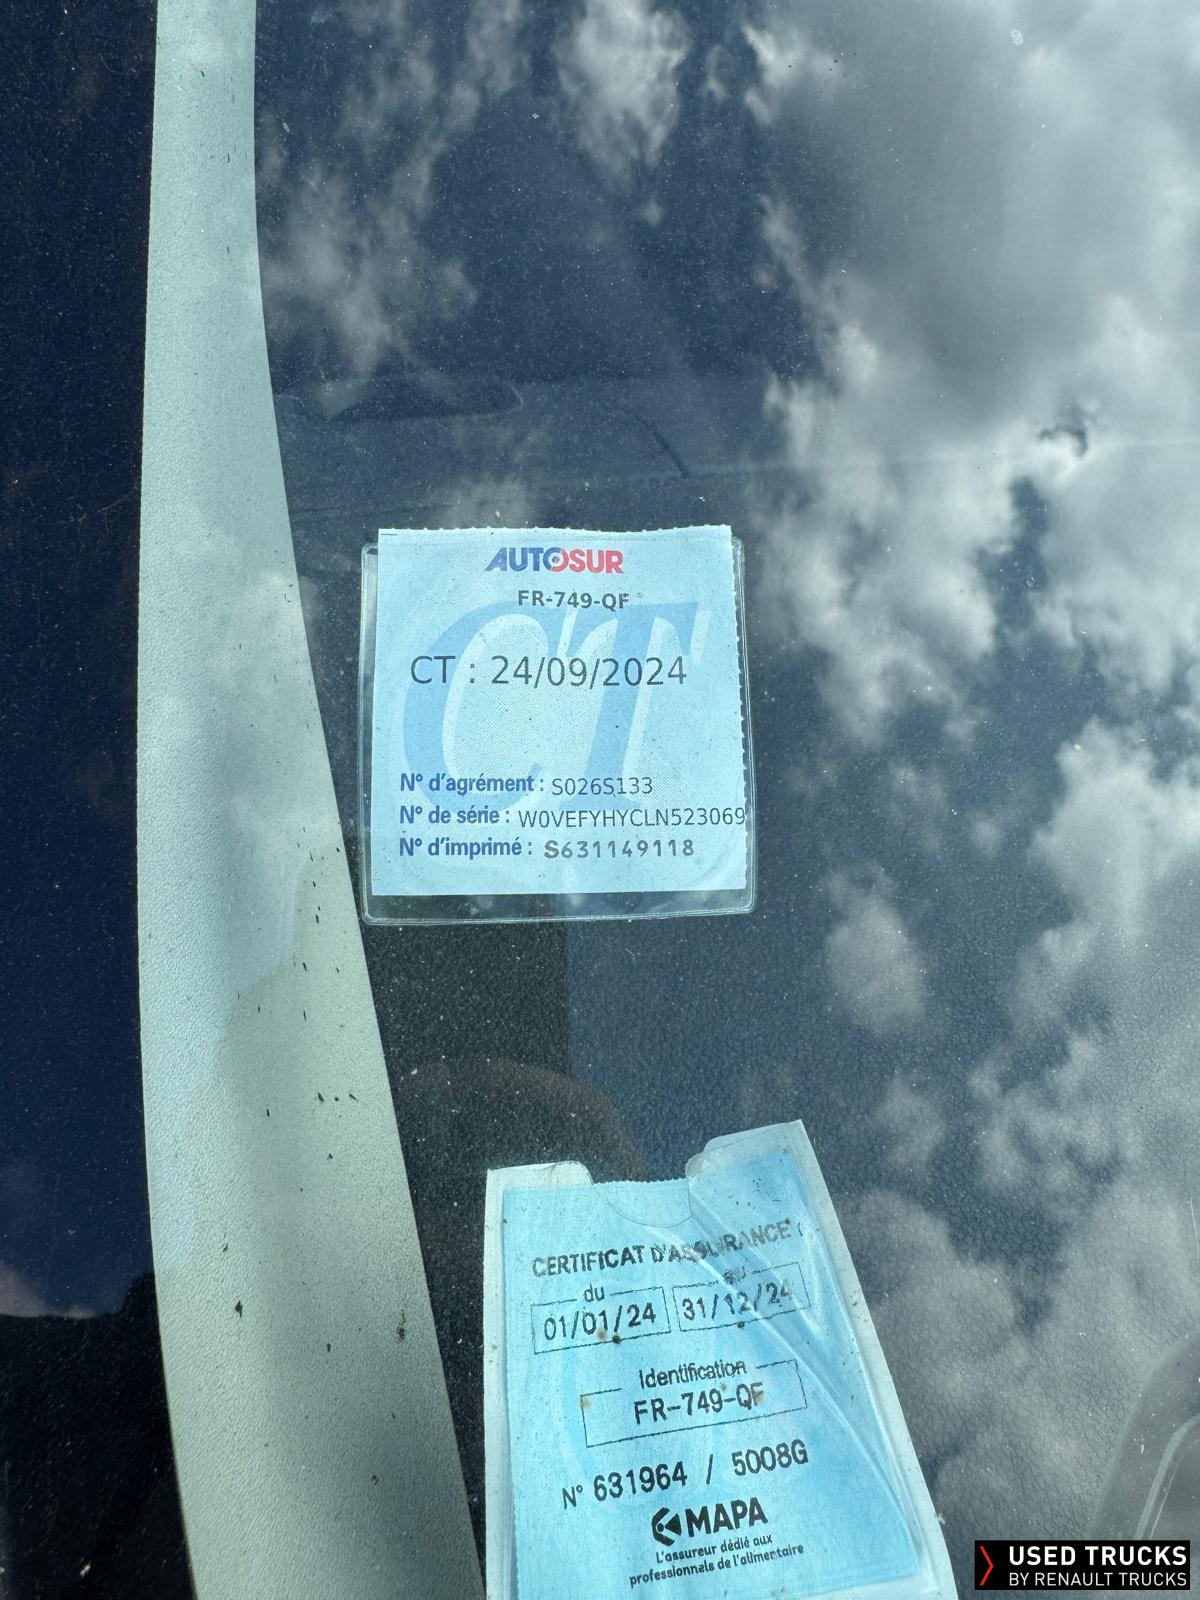 AUTOSUR
FR-749-QF
CT : 24/09/2024
CT
N° d'agrément : S026S133
N° de série : W0VEFYHYCLN523069
N° d'imprimé : S631149118
CERTIFICAT D'ASSURANCE
du au
01/01/24 31/12/24
Identification
FR-749-QF
N° 631964 / 5008G
MAPA
L'assureur dédié aux
professionnels de l'alimentaire
USED TRUCKS
BY RENAULT TRUCKS